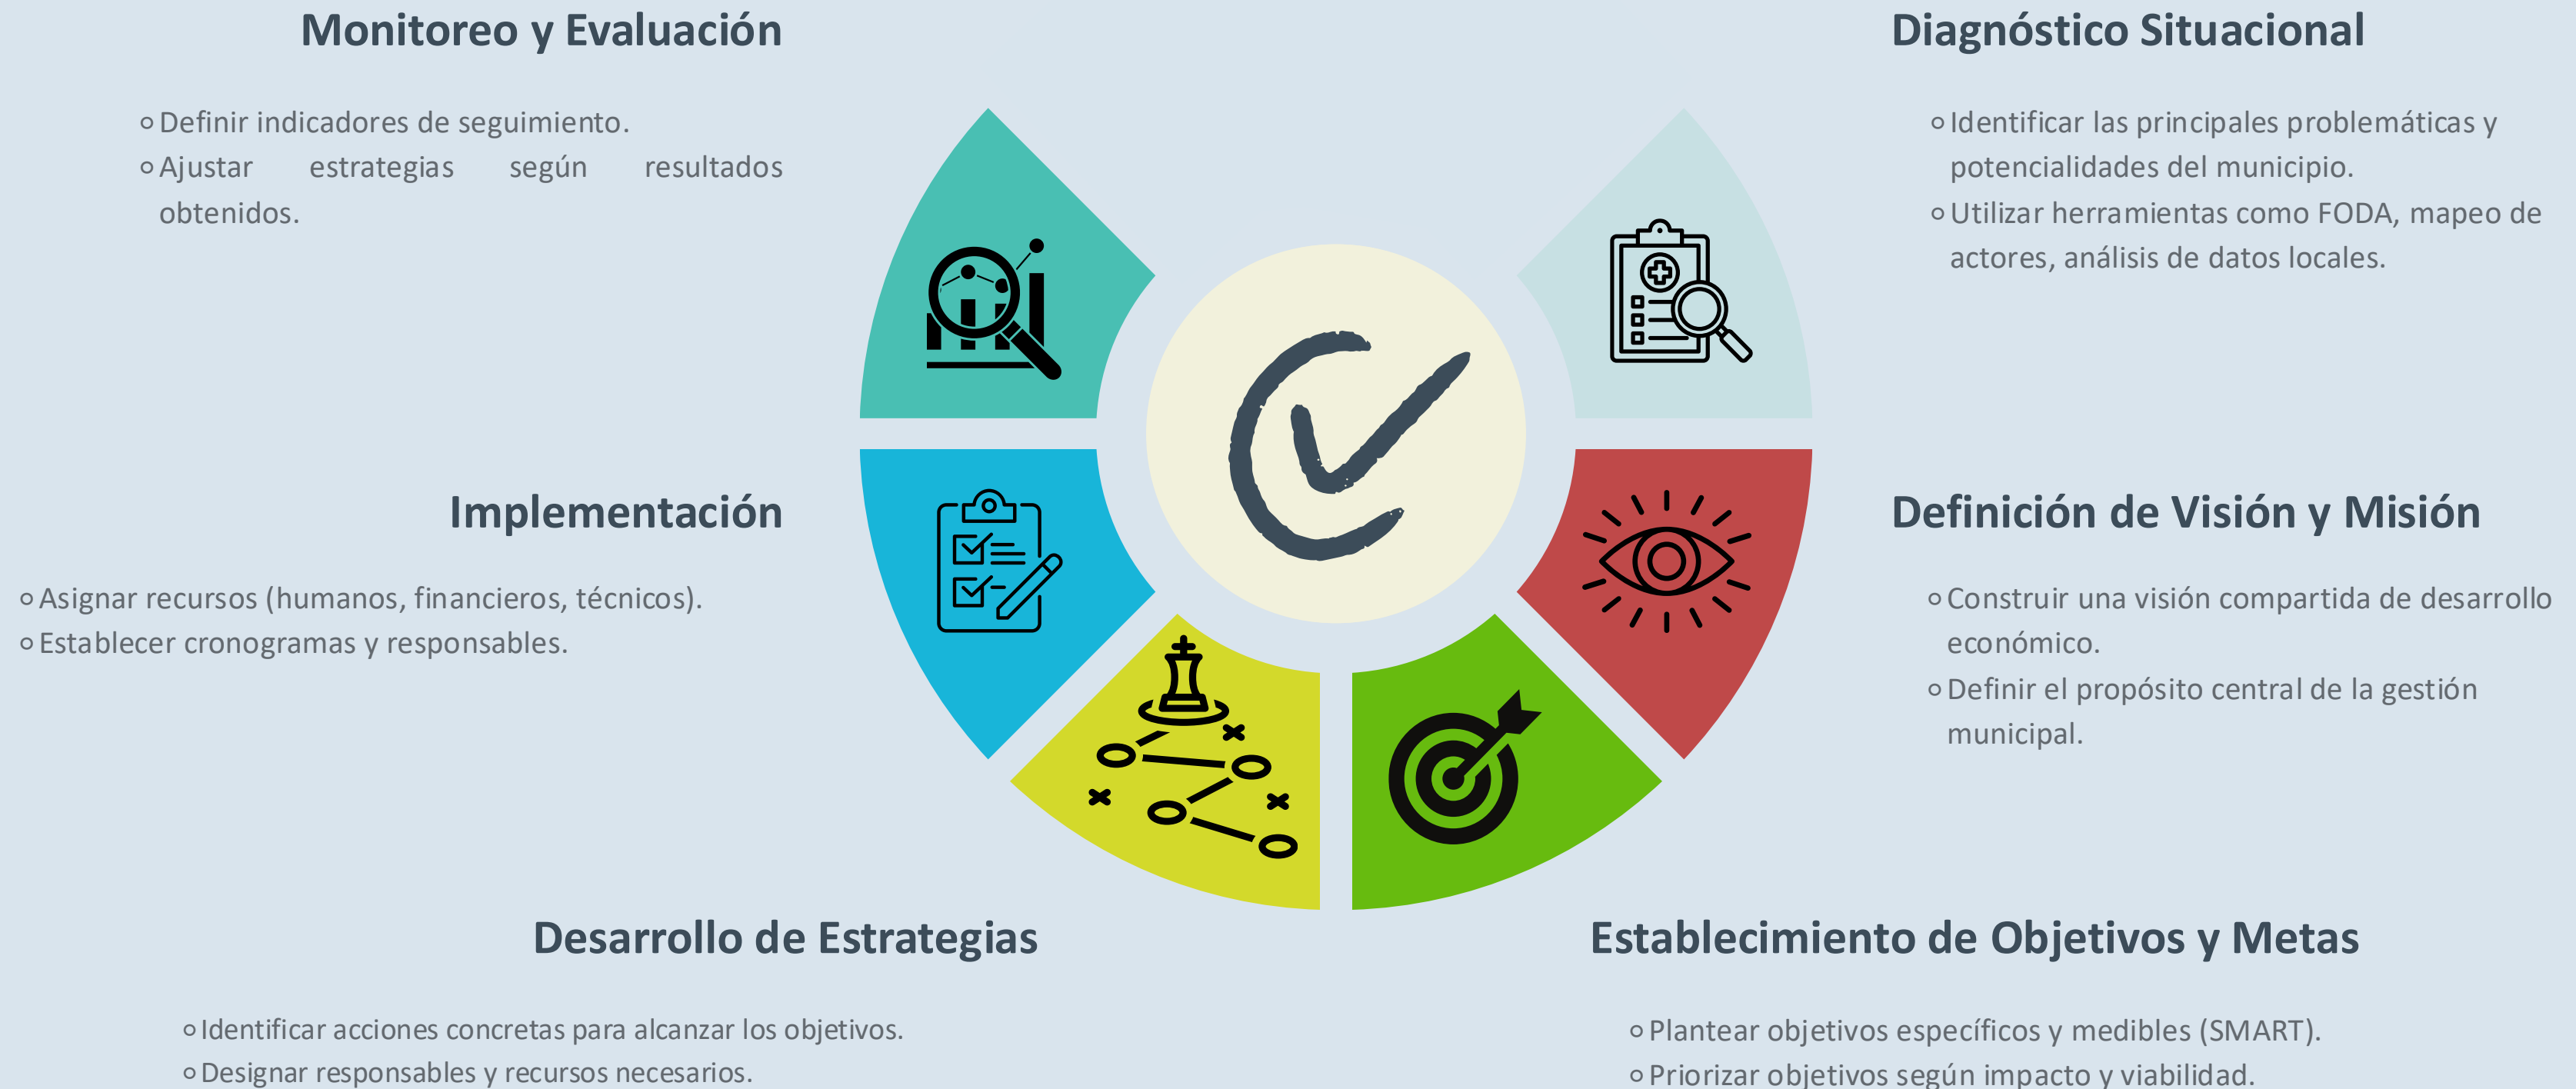 Monitoreo y Evaluación
○ Definir indicadores de seguimiento.
○ Ajustar estrategias según resultados
obtenidos.
Diagnóstico Situacional
○ Identificar las principales problemáticas y
potencialidades del municipio.
○ Utilizar herramientas como FODA, mapeo de
actores, análisis de datos locales.
Implementación
○ Asignar recursos (humanos, financieros, técnicos).
○ Establecer cronogramas y responsables.
Definición de Visión y Misión
○ Construir una visión compartida de desarrollo
económico.
○ Definir el propósito central de la gestión
municipal.
Desarrollo de Estrategias
○ Identificar acciones concretas para alcanzar los objetivos.
○ Designar responsables y recursos necesarios.
Establecimiento de Objetivos y Metas
○ Plantear objetivos específicos y medibles (SMART).
○ Priorizar objetivos según impacto y viabilidad.